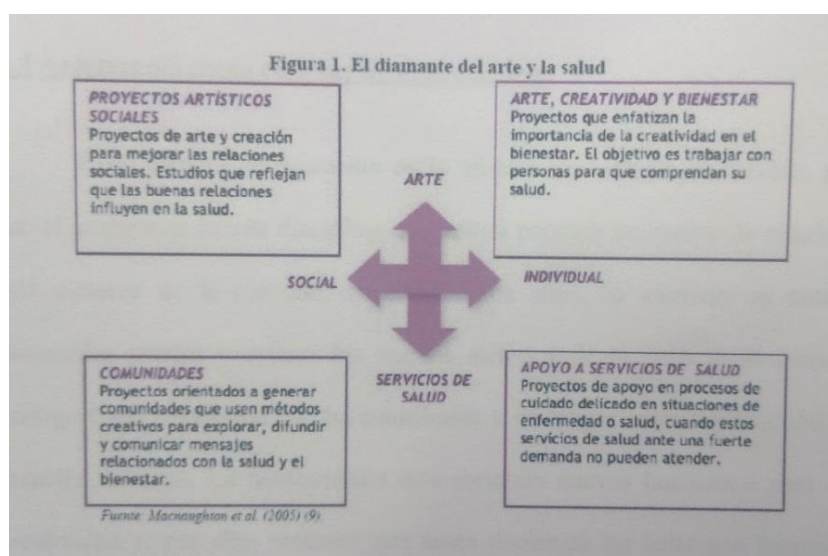 Figura 1. El diamante del arte y la salud
PROYECTOS ARTÍSTICOS
SOCIALES
Proyectos de arte y creación
para mejorar las relaciones
sociales. Estudios que reflejan
que las buenas relaciones
influyen en la salud.
ARTE, CREATIVIDAD Y BIENESTAR
Proyectos que enfatizan la
importancia de la creatividad en el
bienestar. El objetivo es trabajar con
personas para que comprendan su
salud.
ARTE
SOCIAL
INDIVIDUAL
SERVICIOS DE
SALUD
COMUNIDADES
Proyectos orientados a generar
comunidades que usen métodos
creativos para explorar, difundir
y comunicar mensajes
relacionados con la salud y el
bienestar.
APOYO A SERVICIOS DE SALUD
Proyectos de apoyo en procesos de
cuidado delicado en situaciones de
enfermedad o salud, cuando estos
servicios de salud ante una fuerte
demanda no pueden atender.
Fuente: Macnaughton et al. (2005) (9).